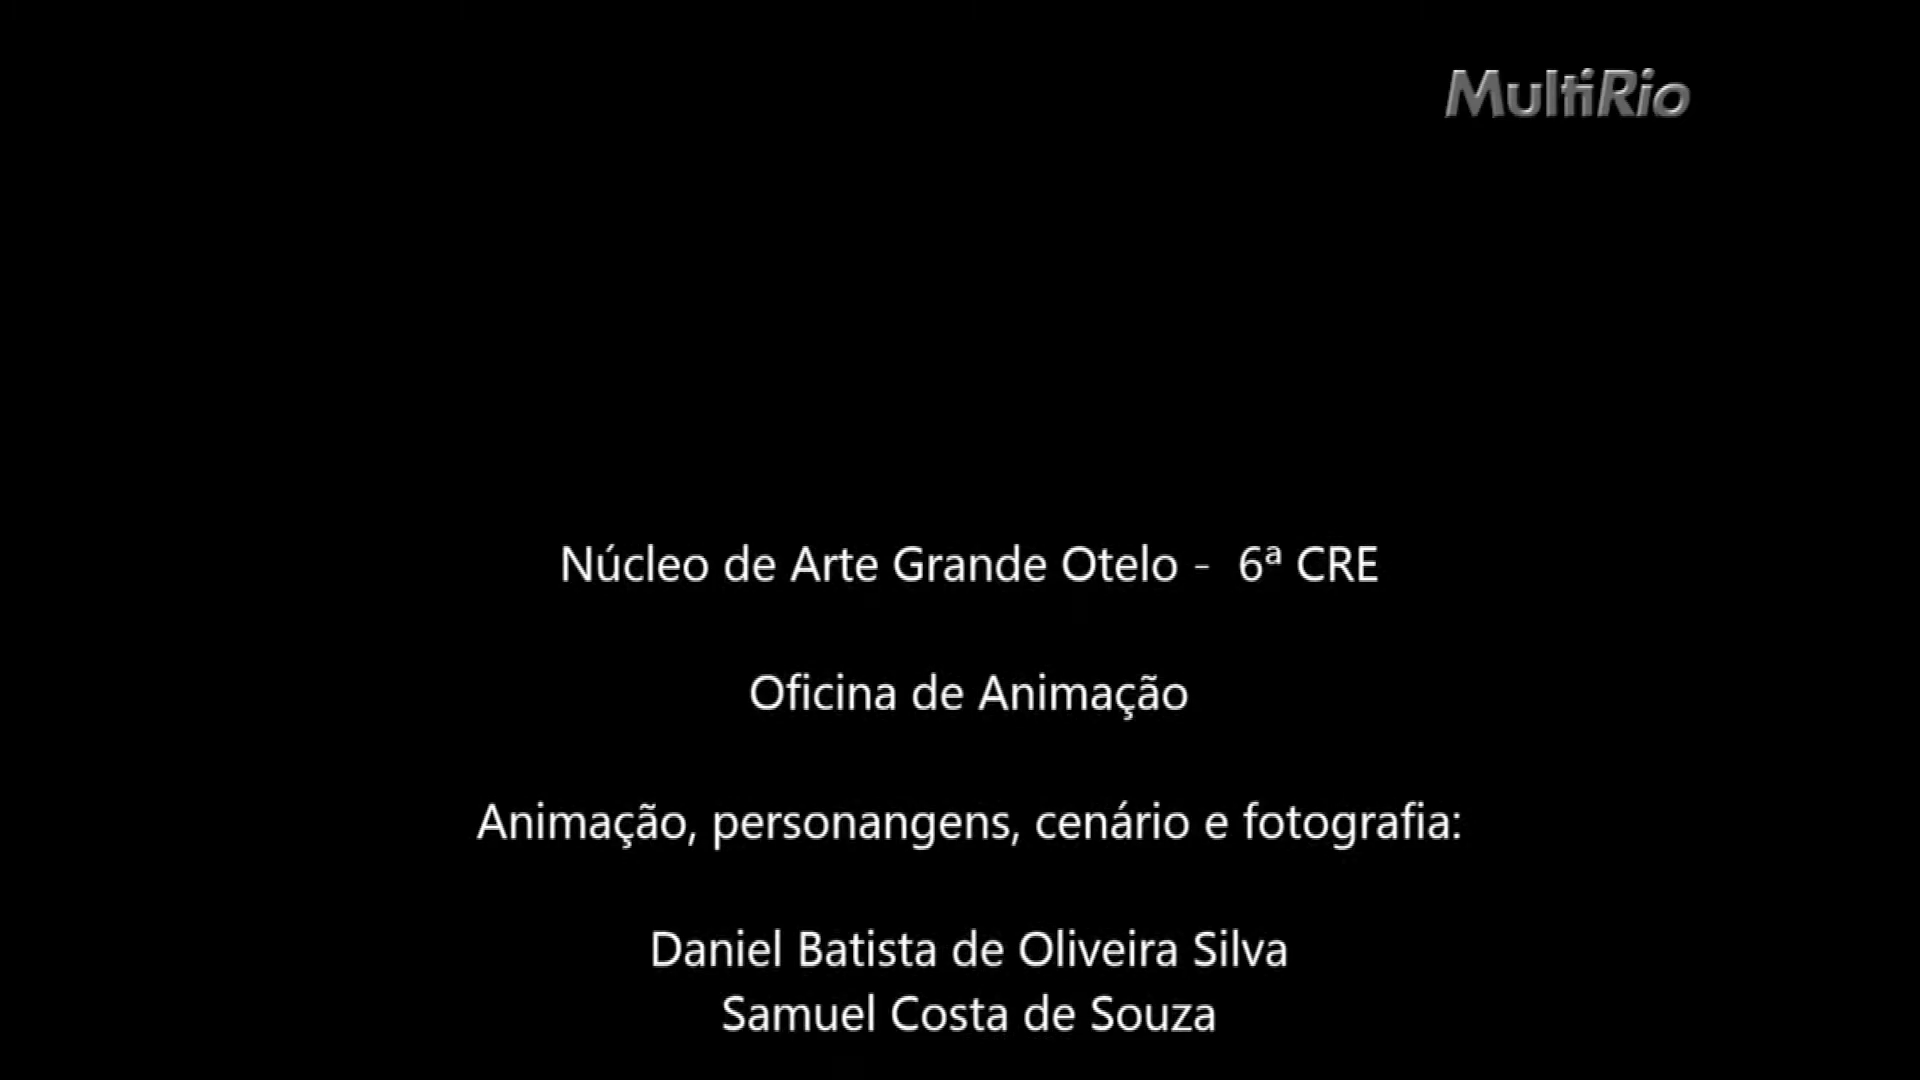 MultiRio
Núcleo de Arte Grande Otelo -  6ª CRE
Oficina de Animação
Animação, personangens, cenário e fotografia:
Daniel Batista de Oliveira Silva
Samuel Costa de Souza